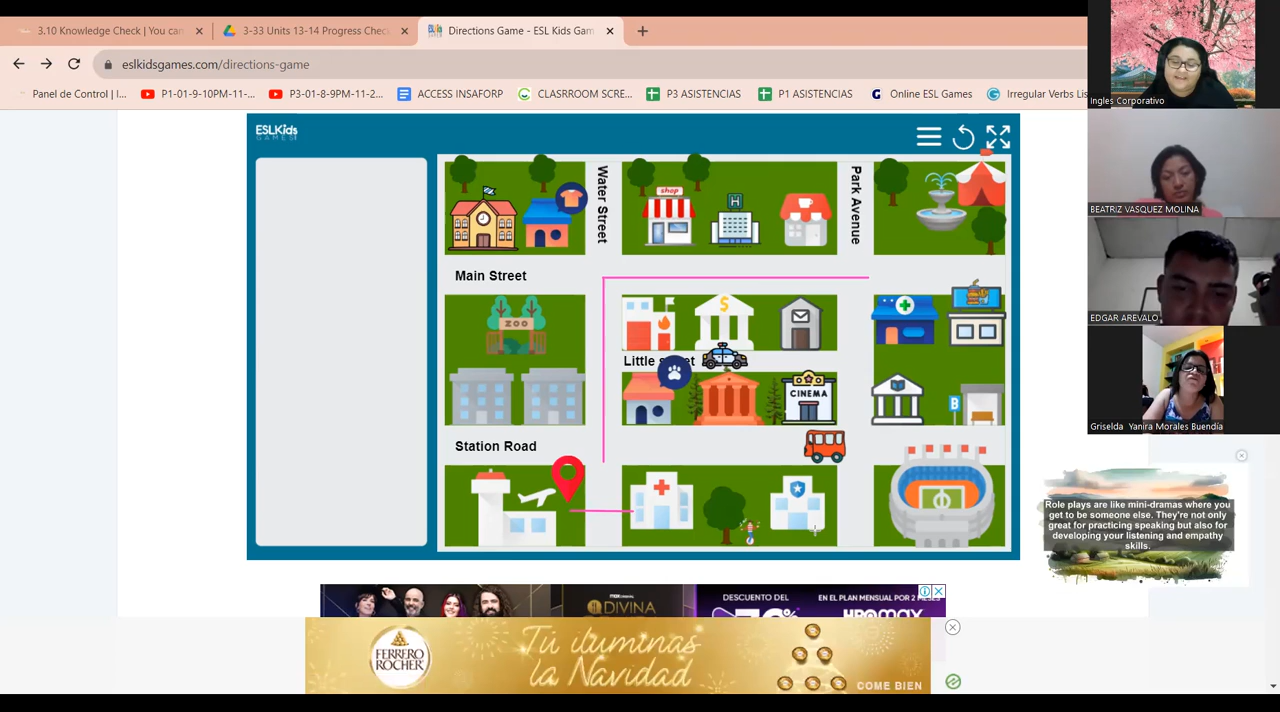 3.10 Knowledge Check | You can
3-33 Units 13-14 Progress Chec
Directions Game - ESL Kids Gam
eslkidsgames.com/directions-game
Panel de Control | I...
P1-01-9-10PM-11-...
P3-01-8-9PM-11-2...
ACCESS INSAFORP
CLASRROOM SCRE...
P3 ASISTENCIAS
P1 ASISTENCIAS
Online ESL Games
Irregular Verbs Lis
Ingles Corporativo
BEATRIZ VASQUEZ MOLINA
EDGAR AREVALO
Griselda Yanira Morales Buendia
ESLKids
GAMES
Water Street
Park Avenue
shop
H
Main Street
ZOO
$
Little s eet
CINEMA
B
Station Road
Role plays are like mini-dramas where you
get to be someone else. They're not only
great for practicing speaking but also for
developing your listening and empathy
skills.
DIVINA
DESCUENTO DEL
EN EL PLAN MENSUAL POR 2 MESES
HBOMAX
FERRERO
ROCHER
Tú iluminas
la Navidad
COME BIEN